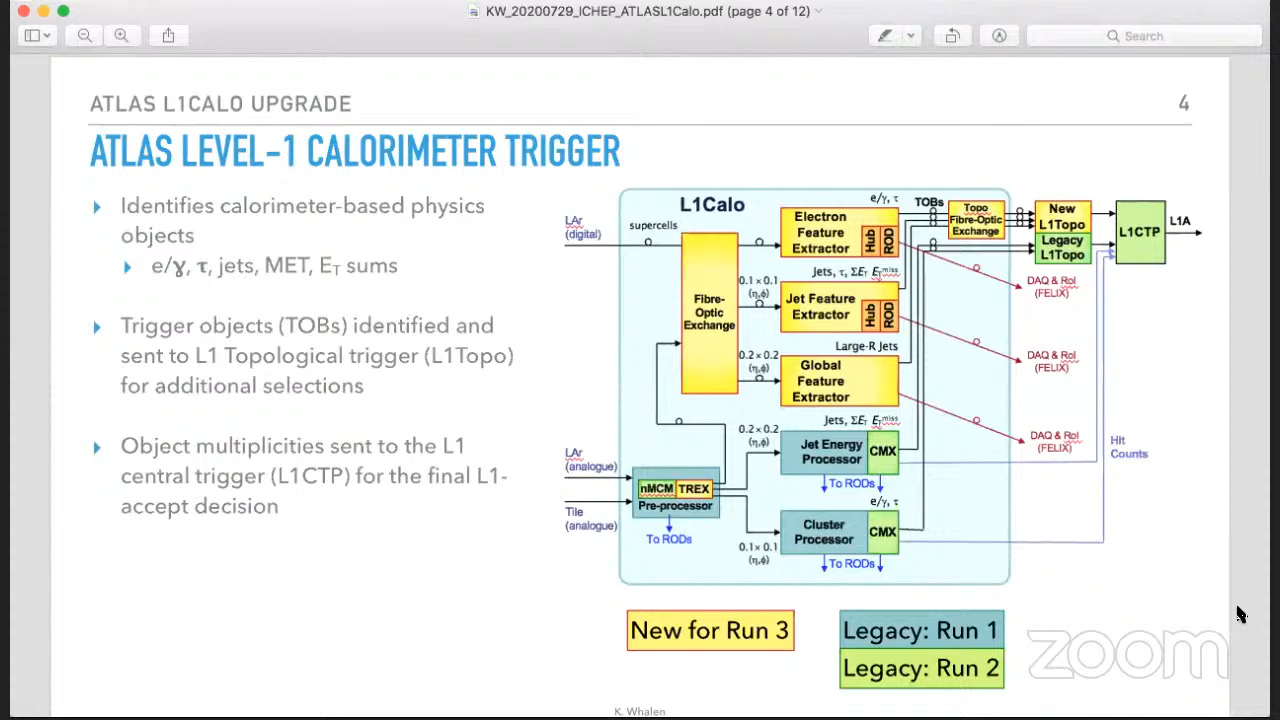 KW_20200729_ICHEP_ATLASL1Calo.pdf (page 4 of 12)
Search
ATLAS L1CALO UPGRADE
4
ATLAS LEVEL-1 CALORIMETER TRIGGER
Identifies calorimeter-based physics
objects
e/ɣ, τ, jets, MET, ET sums
Trigger objects (TOBs) identified and
sent to L1 Topological trigger (L1Topo)
for additional selections
Object multiplicities sent to the L1
central trigger (L1CTP) for the final L1-
accept decision
L1Calo
e/γ, τ
TOBs
LAr
(digital)
supercells
Electron
Feature
Extractor
Hub
ROD
Topo
Fibre-Optic
Exchange
New
L1Topo
Legacy
L1Topo
L1CTP
L1A
Jets, τ, ΣET ETmiss
0.1 x 0.1
(η,φ)
Fibre-
Optic
Exchange
Jet Feature
Extractor
Hub
ROD
DAQ & RoI
(FELIX)
Large-R Jets
0.2 x 0.2
(η,φ)
Global
Feature
Extractor
DAQ & RoI
(FELIX)
Jets, ΣET ETmiss
0.2 x 0.2
(η,φ)
Jet Energy
Processor
CMX
DAQ & RoI
(FELIX)
Hit
Counts
LAr
(analogue)
nMCM
TREX
Pre-processor
Tile
(analogue)
To RODs
To RODs
e/γ, τ
Cluster
Processor
CMX
0.1 x 0.1
(η,φ)
To RODs
New for Run 3
Legacy: Run 1
Legacy: Run 2
zoom
K. Whalen